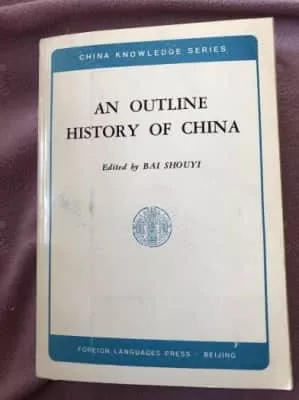 CHINA KNOWLEDGE SERIES
AN OUTLINE
HISTORY OF CHINA
Edited by BAI SHOUYI
FOREIGN LANGUAGES PRESS · BEIJING